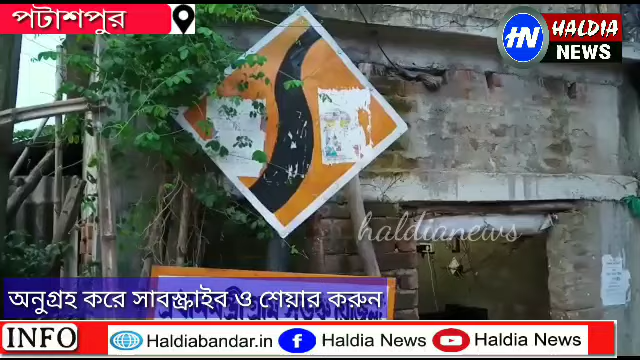 পটাশপুর
HN HALDIA
NEWS
haldianews
অনুগ্রহ করে সাবস্ক্রাইব ও শেয়ার করুন
INFO Haldiabandar.in Haldia News Haldia News